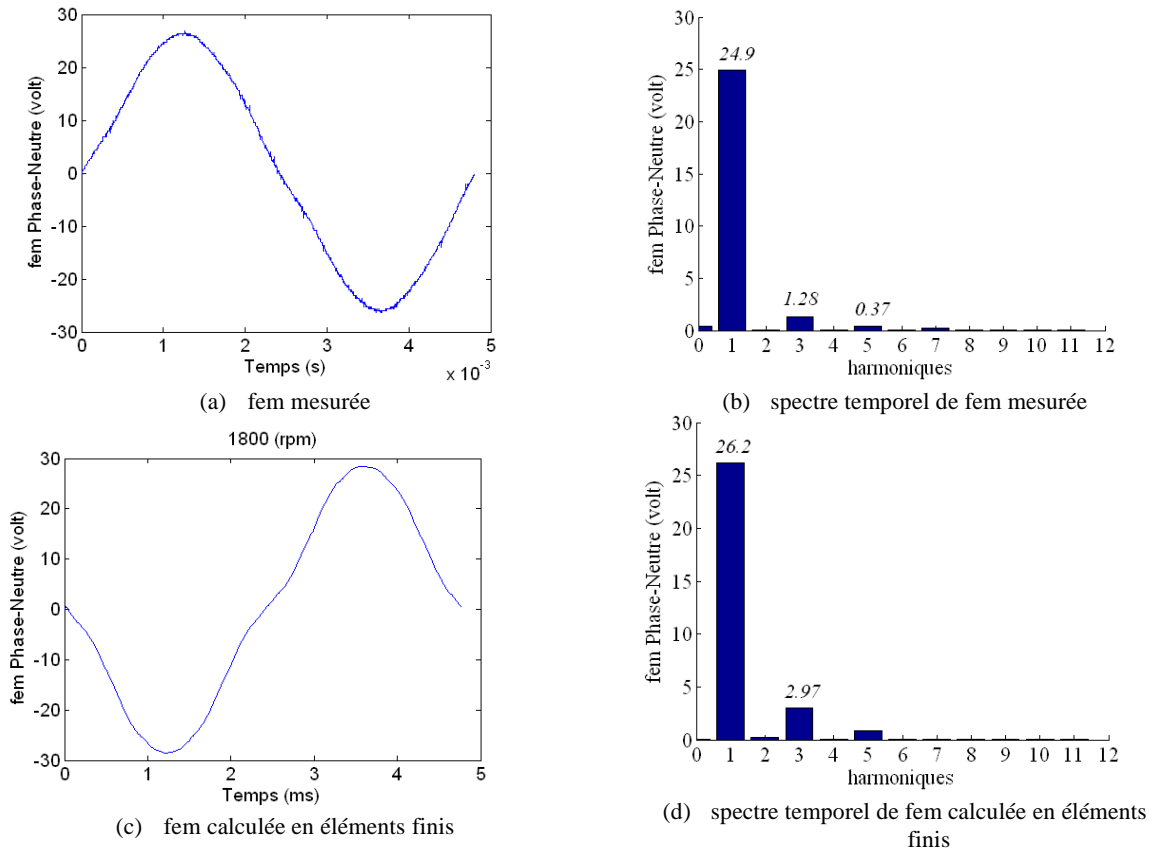 30
20
10
0
-10
-20
-30
fem Phase-Neutre (volt)
0 1 2 3 4 5
Temps (s)
x 10⁻³
(a) fem mesurée
30
25
20
15
10
5
0
fem Phase-Neutre (volt)
24.9
1.28
0.37
0 1 2 3 4 5 6 7 8 9 10 11 12
harmoniques
(b) spectre temporel de fem mesurée
1800 (rpm)
30
20
10
0
-10
-20
-30
fem Phase-Neutre (volt)
0 1 2 3 4 5
Temps (ms)
(c) fem calculée en éléments finis
30
25
20
15
10
5
0
fem Phase-Neutre (volt)
26.2
2.97
0 1 2 3 4 5 6 7 8 9 10 11 12
harmoniques
(d) spectre temporel de fem calculée en éléments
finis